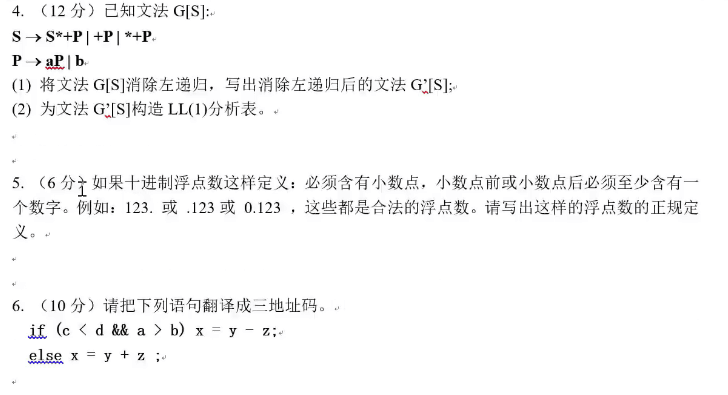 4. （12 分）已知文法 G[S]:
S → S*+P | +P | *+P
P → aP | b
(1) 将文法 G[S]消除左递归，写出消除左递归后的文法 G'[S];
(2) 为文法 G'[S]构造 LL(1)分析表。
5. （6 分）如果十进制浮点数这样定义：必须含有小数点，小数点前或小数点后必须至少含有一
个数字。例如：123. 或 .123 或 0.123 ，这些都是合法的浮点数。请写出这样的浮点数的正规定
义。
6. （10 分）请把下列语句翻译成三地址码。
if (c < d && a > b) x = y - z;
else x = y + z ;